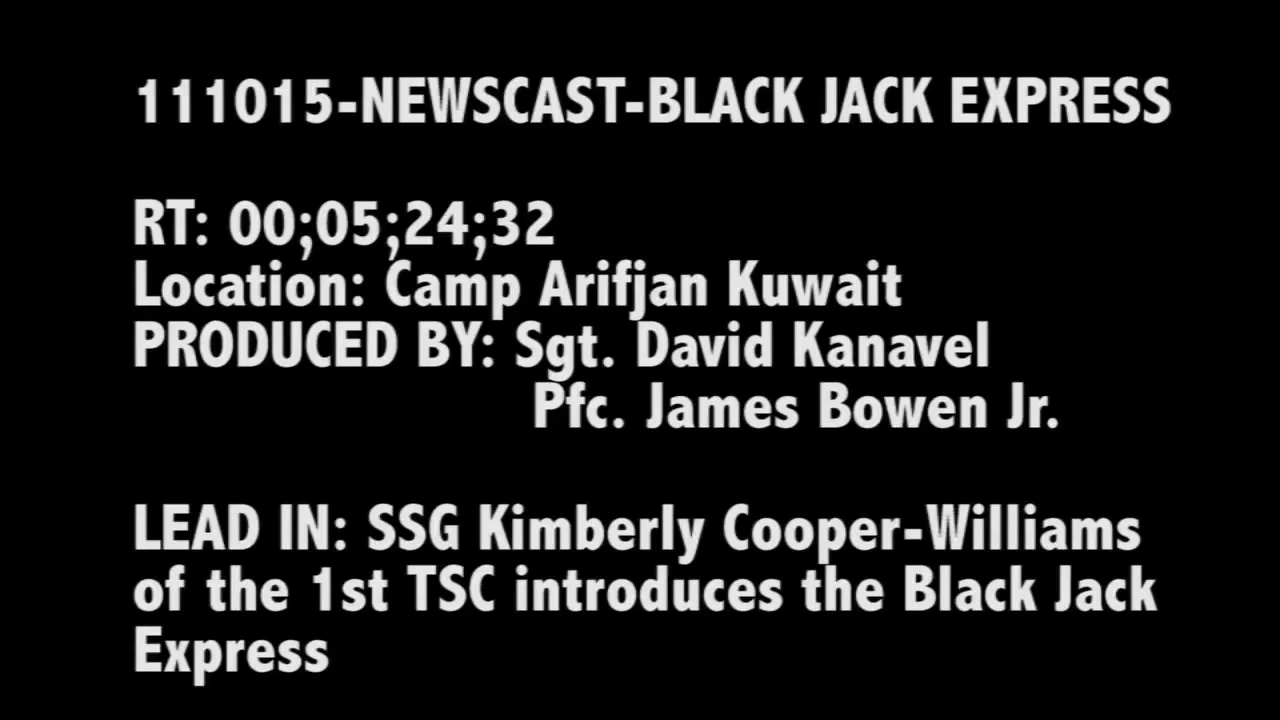 111015-NEWSCAST-BLACK JACK EXPRESS
RT: 00;05;24;32
Location: Camp Arifjan Kuwait
PRODUCED BY: Sgt. David Kanavel
Pfc. James Bowen Jr.
LEAD IN: SSG Kimberly Cooper-Williams
of the 1st TSC introduces the Black Jack
Express